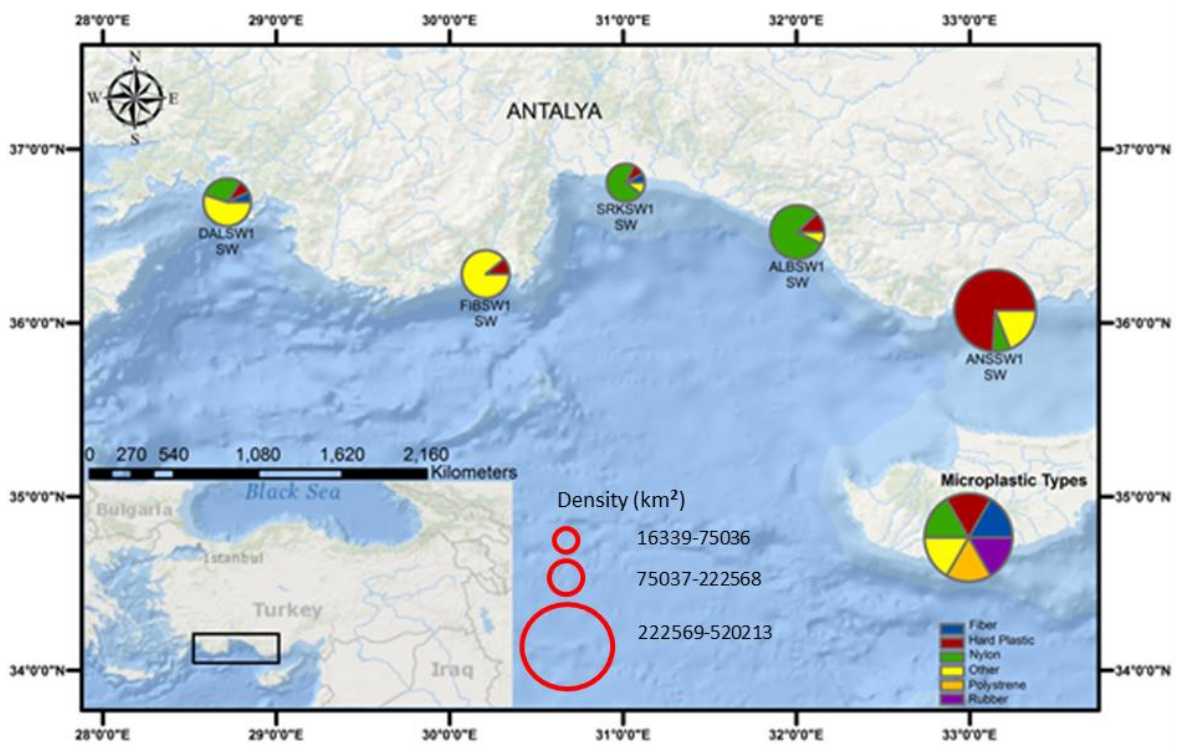 28°0'0"E 29°0'0"E 30°0'0"E 31°0'0"E 32°0'0"E 33°0'0"E
N
W E
S
ANTALYA
37°0'0"N 37°0'0"N
DALSW1
SW
SRKSW1
SW
ALBSW1
SW
FIBSW1
SW
36°0'0"N 36°0'0"N
ANSSW1
SW
0 270 540 1,080 1,620 2,160
Kilometers
35°0'0"N 35°0'0"N
Black Sea
Bulgaria
Istanbul
Turkey
Iraq
Density (km²)
16339-75036
75037-222568
222569-520213
Microplastic Types
Fiber
Hard Plastic
Nylon
Other
Polystrene
Rubber
34°0'0"N 34°0'0"N
28°0'0"E 29°0'0"E 30°0'0"E 31°0'0"E 32°0'0"E 33°0'0"E